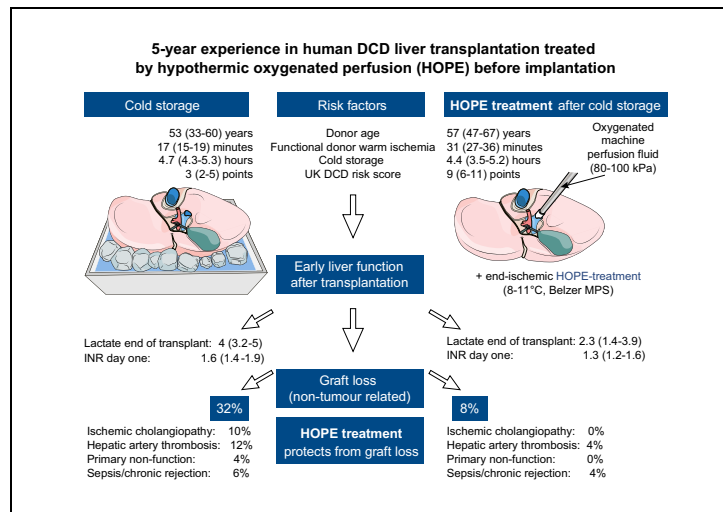 5-year experience in human DCD liver transplantation treated
by hypothermic oxygenated perfusion (HOPE) before implantation
Cold storage
Risk factors
HOPE treatment after cold storage
53 (33-60) years
17 (15-19) minutes
4.7 (4.3-5.3) hours
3 (2-5) points
Donor age
Functional donor warm ischemia
Cold storage
UK DCD risk score
57 (47-67) years
31 (27-36) minutes
4.4 (3.5-5.2) hours
9 (6-11) points
Oxygenated
machine
perfusion fluid
(80-100 kPa)
Early liver function
after transplantation
+ end-ischemic HOPE-treatment
(8-11°C, Belzer MPS)
Lactate end of transplant: 4 (3.2-5)
INR day one: 1.6 (1.4-1.9)
Lactate end of transplant: 2.3 (1.4-3.9)
INR day one: 1.3 (1.2-1.6)
Graft loss
(non-tumour related)
32%
8%
Ischemic cholangiopathy: 10%
Hepatic artery thrombosis: 12%
Primary non-function: 4%
Sepsis/chronic rejection: 6%
HOPE treatment
protects from graft loss
Ischemic cholangiopathy: 0%
Hepatic artery thrombosis: 4%
Primary non-function: 0%
Sepsis/chronic rejection: 4%